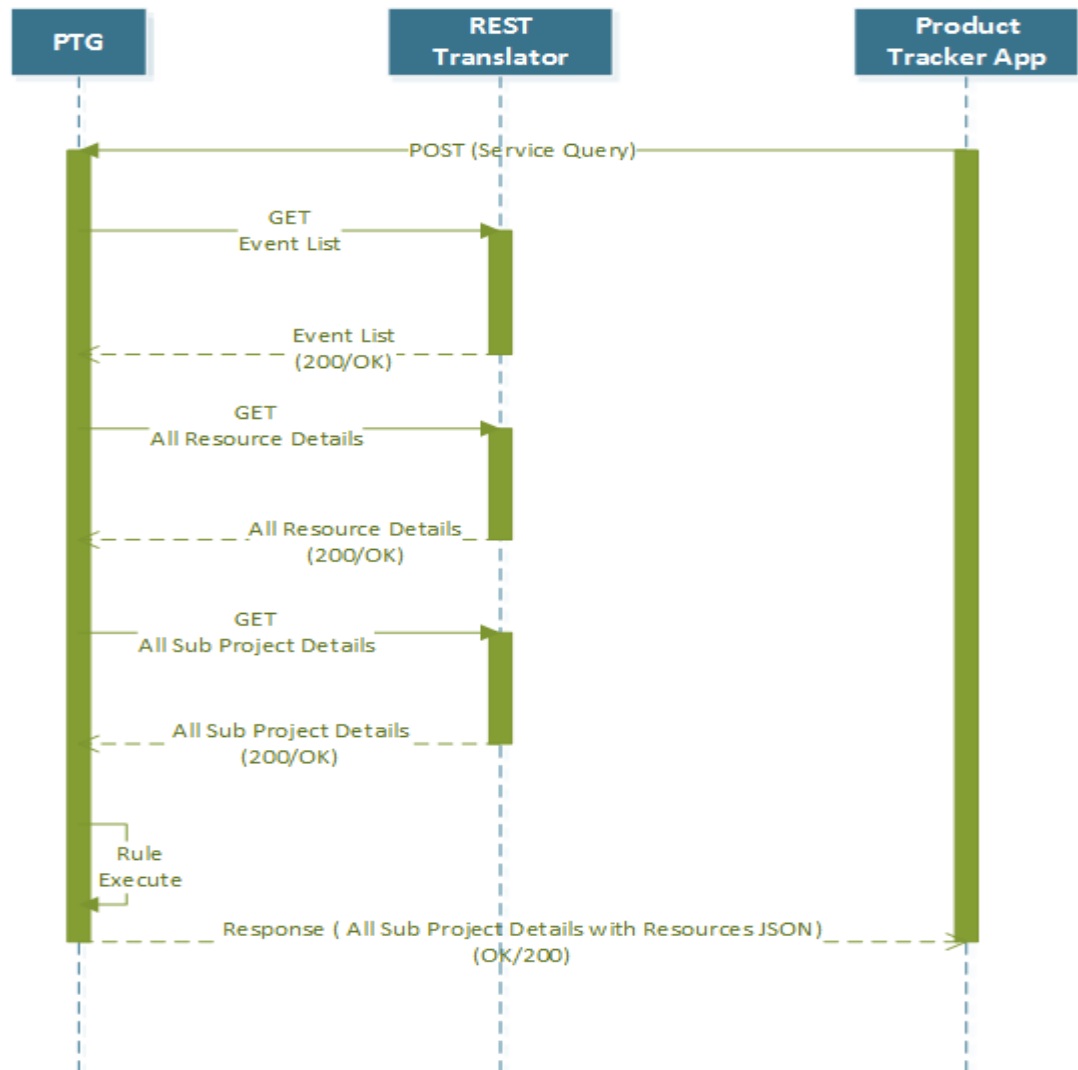 PTG
REST
Translator
Product
Tracker App
POST (Service Query)
GET
Event List
Event List
(200/OK)
GET
All Resource Details
All Resource Details
(200/OK)
GET
All Sub Project Details
All Sub Project Details
(200/OK)
Rule
Execute
Response ( All Sub Project Details with Resources JSON)
(OK/200)